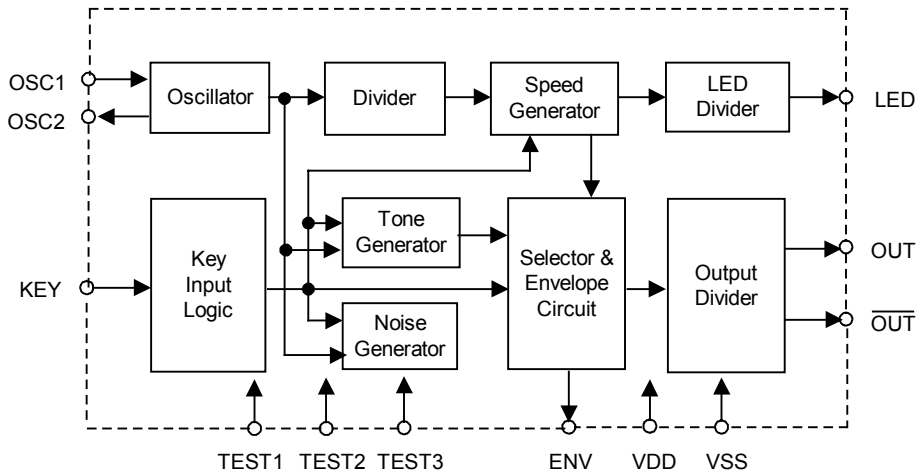 OSC1
OSC2
Oscillator
Divider
Speed
Generator
LED
Divider
LED
KEY
Key
Input
Logic
Tone
Generator
Noise
Generator
Selector &
Envelope
Circuit
Output
Divider
OUT
OUT
TEST1
TEST2
TEST3
ENV
VDD
VSS